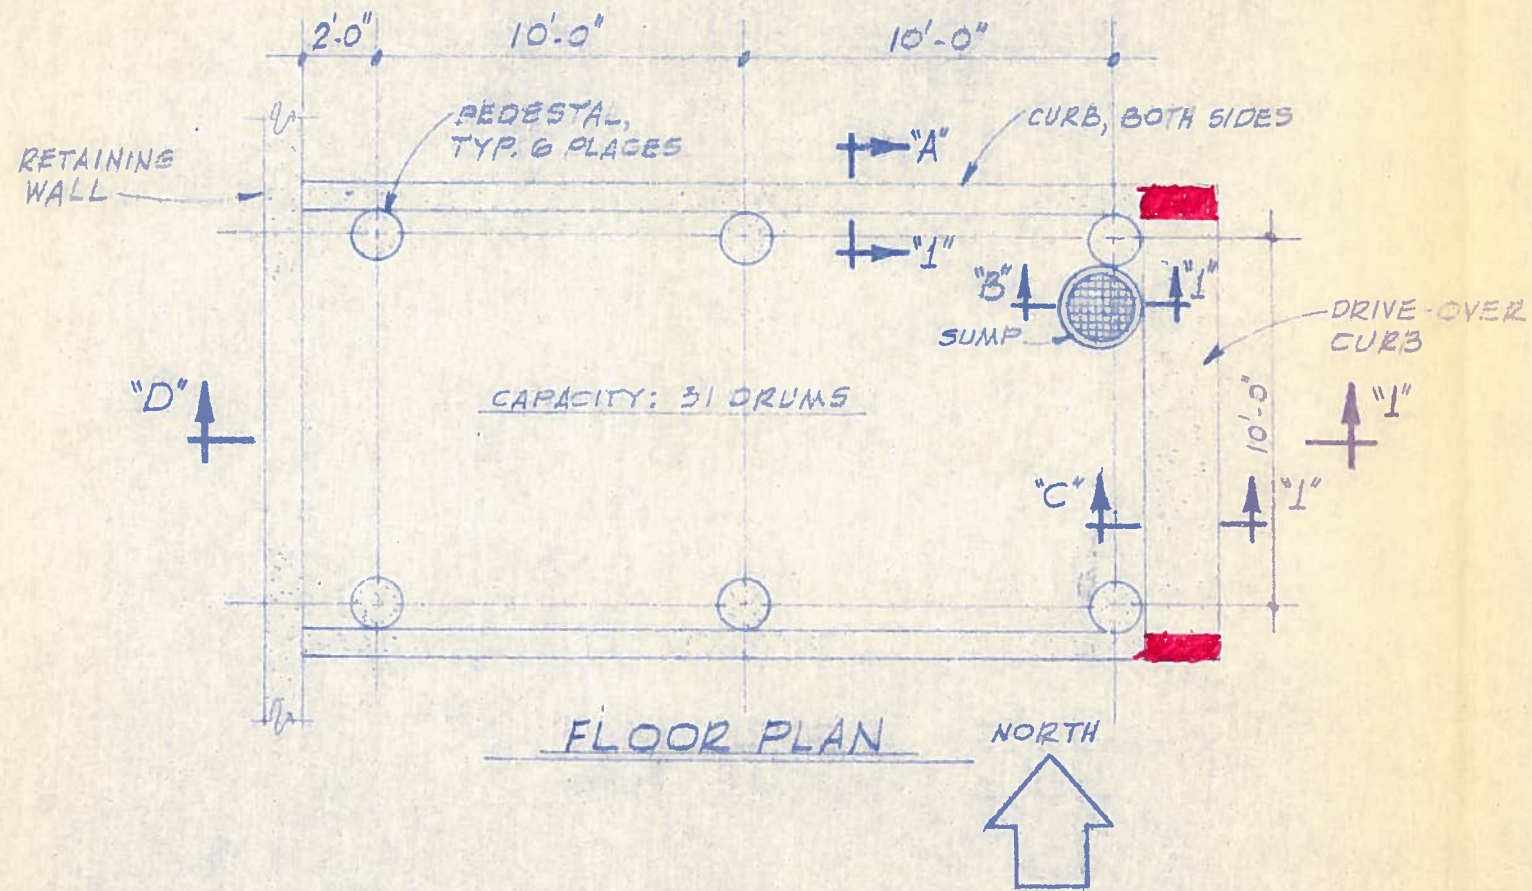 2'-0"
10'-0"
10'-0"
PEDESTAL,
TYP. 6 PLACES
CURB, BOTH SIDES
"A"
RETAINING
WALL
"1"
"B"
"1"
SUMP
DRIVE-OVER
CURB
"D"
CAPACITY: 31 DRUMS
10'-0"
"1"
"C"
"1"
FLOOR PLAN
NORTH